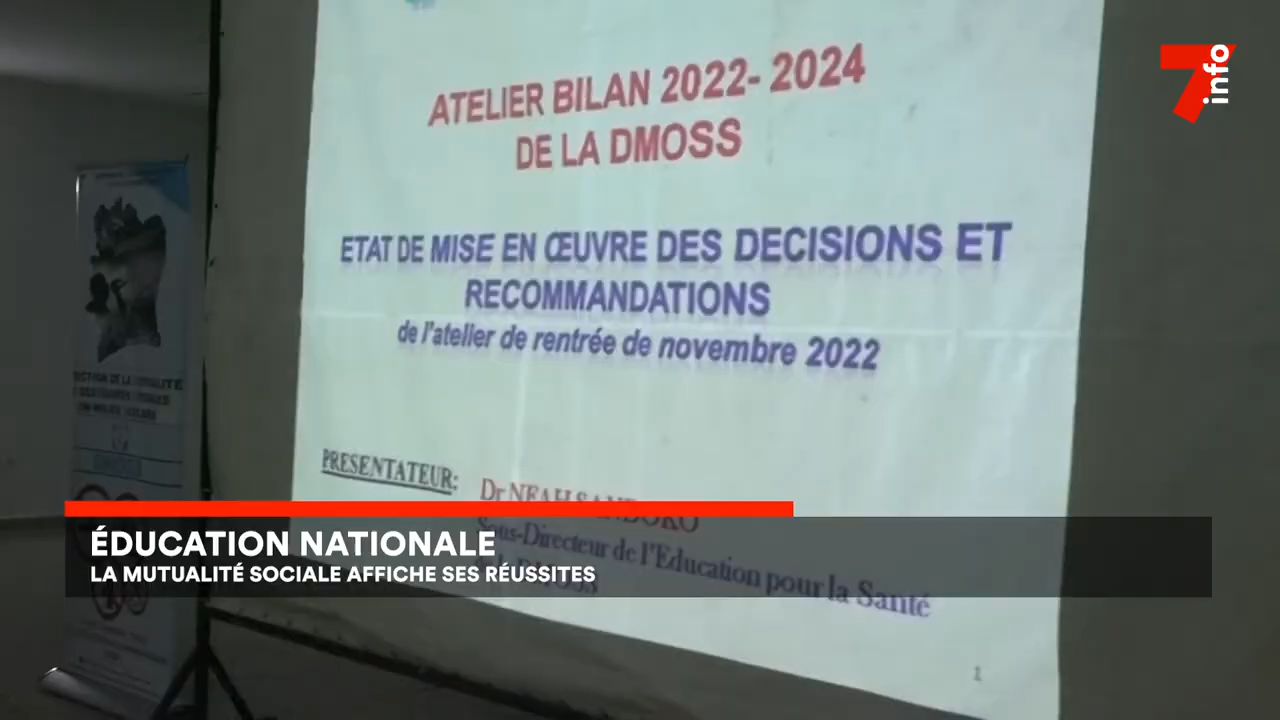 7info
ATELIER BILAN 2022- 2024
DE LA DMOSS
ETAT DE MISE EN ŒUVRE DES DECISIONS ET
RECOMMANDATIONS
de l'atelier de rentrée de novembre 2022
PRESENTATEUR:
Dr
Sous-Directeur de l'Education pour la Santé
1
ÉDUCATION NATIONALE
LA MUTUALITÉ SOCIALE AFFICHE SES RÉUSSITES